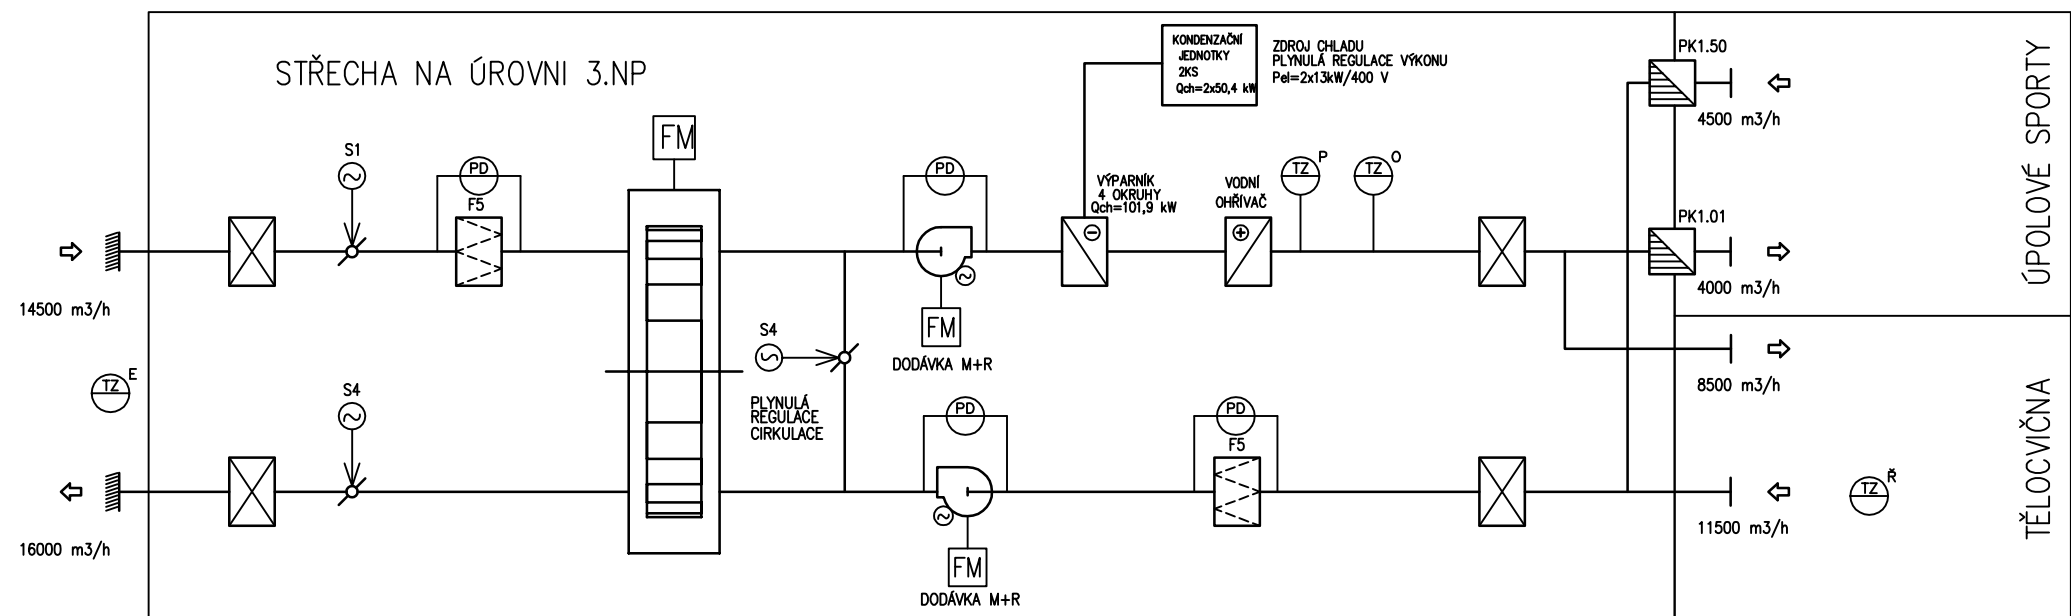 STŘECHA NA ÚROVNI 3.NP
KONDENZAČNÍ
JEDNOTKY
2KS
Qch=2x50,4 kW
ZDROJ CHLADU
PLYNULÁ REGULACE VÝKONU
Pel=2x13kW/400 V
PK1.50
4500 m3/h
ÚPOLOVÉ SPORTY
FM
S1
PD
F5
PD
VÝPARNÍK
4 OKRUHY
Qch=101,9 kW
VODNÍ
OHŘÍVAČ
TZ P
TZ O
PK1.01
4000 m3/h
14500 m3/h
FM
DODÁVKA M+R
S4
PLYNULÁ
REGULACE
CIRKULACE
8500 m3/h
TZ E
S4
PD
PD
F5
TĚLOCVIČNA
TZ Ř
11500 m3/h
16000 m3/h
FM
DODÁVKA M+R